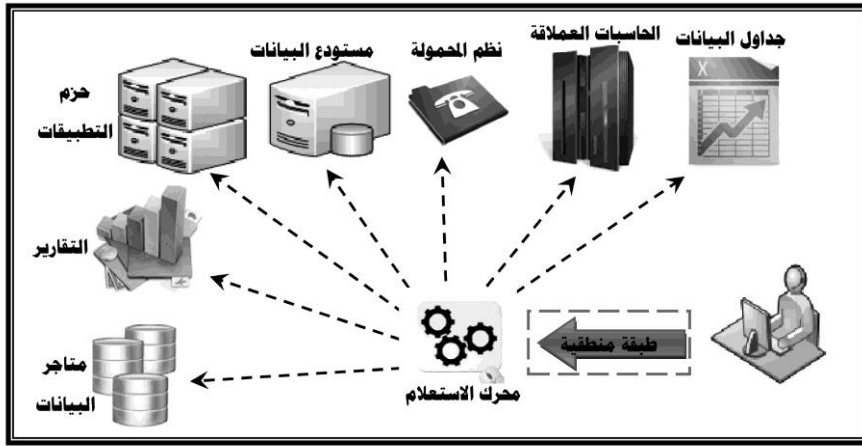 جداول البيانات
الحاسبات العملاقة
نظم المحمولة
مستودع البيانات
حزم
التطبيقات
التقارير
متاجر
البيانات
محرك الاستعلام
طبقة منطقية
X